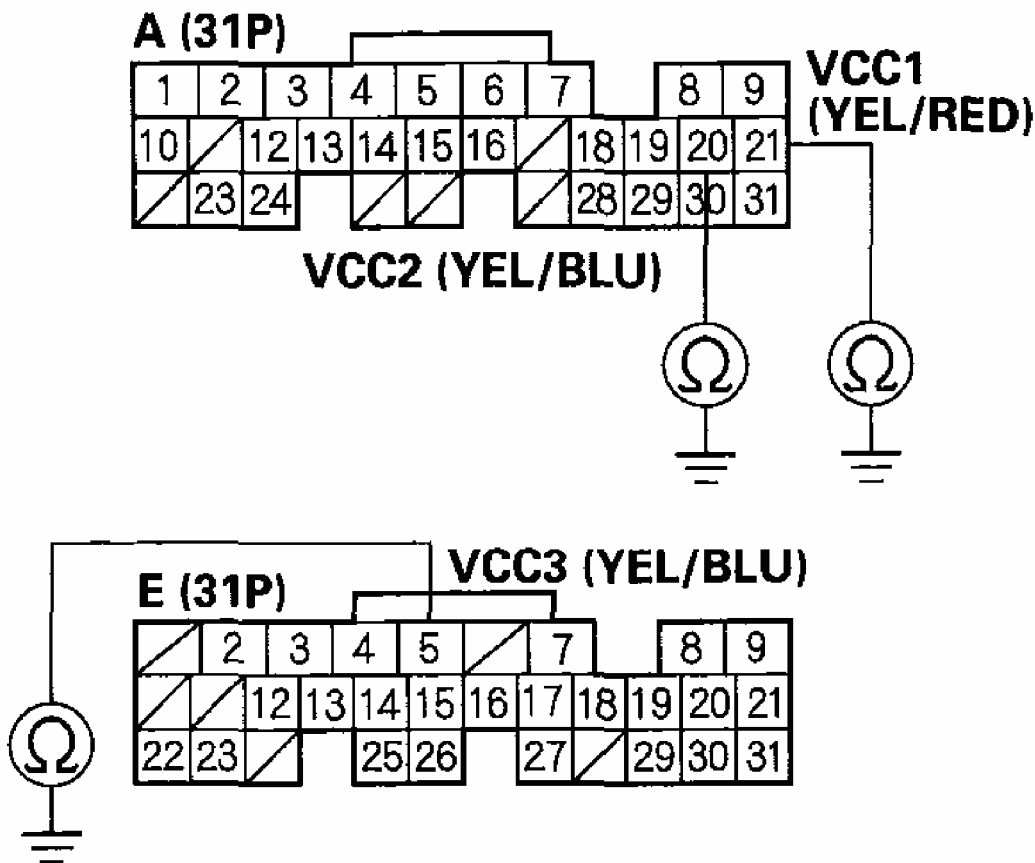 A (31P)
VCC1
(YEL/RED)
1 2 3 4 5 6 7 8 9
10 12 13 14 15 16 18 19 20 21
23 24 28 29 30 31
VCC2 (YEL/BLU)
Ω Ω
VCC3 (YEL/BLU)
E (31P)
2 3 4 5 7 8 9
12 13 14 15 16 17 18 19 20 21
22 23 25 26 27 29 30 31
Ω